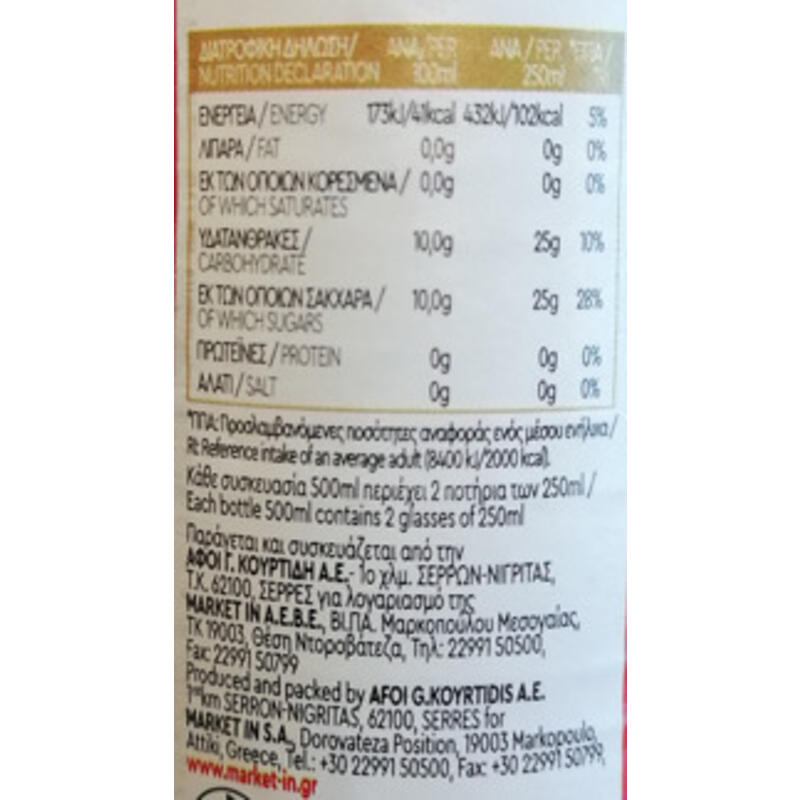 ΔΙΑΤΡΟΦΙΚΗ ΔΗΛΩΣΗ/ ΑΝΑ/PER ΑΝΑ/PER
NUTRITION DECLARATION 100ml 250ml
ΕΝΕΡΓΕΙΑ/ENERGY 173kJ/41kcal 432kJ/102kcal 5%
ΛΙΠΑΡΑ/FAT 0,0g 0g 0%
ΕΚ ΤΩΝ ΟΠΟΙΩΝ ΚΟΡΕΣΜΕΝΑ/ 0,0g 0g 0%
OF WHICH SATURATES
ΥΔΑΤΑΝΘΡΑΚΕΣ/ 10,0g 25g 10%
CARBOHYDRATE
ΕΚ ΤΩΝ ΟΠΟΙΩΝ ΣΑΚΧΑΡΑ/ 10,0g 25g 28%
OF WHICH SUGARS
ΠΡΩΤΕΪΝΕΣ/PROTEIN 0g 0g 0%
ΑΛΑΤΙ/SALT 0g 0g 0%
*ΠΠΑ: Προσλαμβανόμενες ποσότητες αναφοράς ενός μέσου ενήλικα/
RI: Reference intake of an average adult (8400 kJ/2000 kcal).
Κάθε συσκευασία 500ml περιέχει 2 ποτήρια των 250ml/
Each bottle 500ml contains 2 glasses of 250ml
Παράγεται και συσκευάζεται από την
ΑΦΟΙ Γ. ΚΟΥΡΤΙΔΗ Α.Ε.- 1ο χλμ. ΣΕΡΡΩΝ-ΝΙΓΡΙΤΑΣ,
Τ.Κ. 62100, ΣΕΡΡΕΣ για λογαριασμό της
MARKET IN Α.Ε.Β.Ε., ΒΙ.ΠΑ. Μαρκοπούλου Μεσογαίας,
ΤΚ 19003, Θέση Ντοροβάτεζα, Τηλ: 22991 50500,
Fax: 22991 50799
Produced and packed by AFOI G.KOYRTIDIS A.E.
1st km SERRON-NIGRITAS, 62100, SERRES for
MARKET IN S.A., Dorovateza Position, 19003 Markopoulo,
Attiki, Greece, Tel.: +30 22991 50500, Fax: +30 22991 50799,
www.market-in.gr